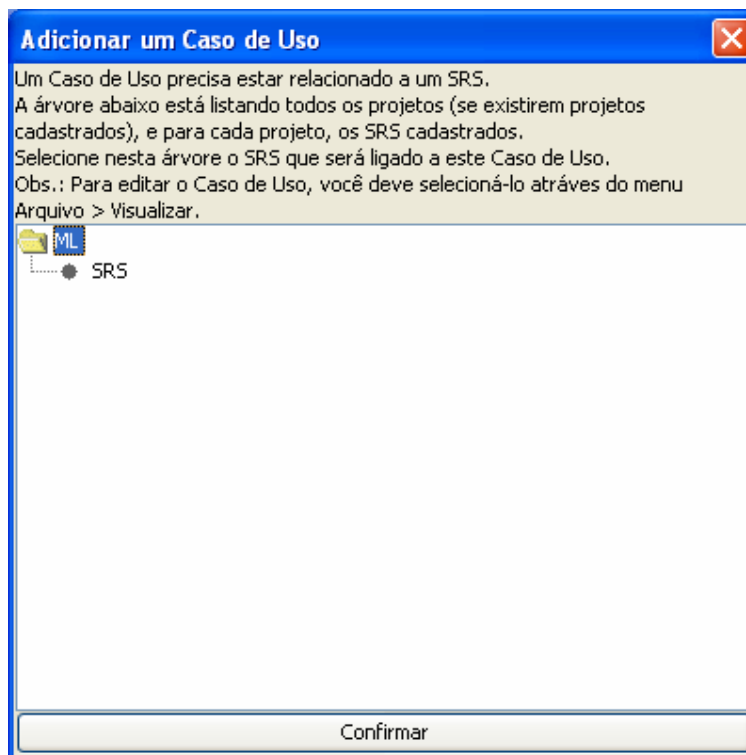 Adicionar um Caso de Uso
Um Caso de Uso precisa estar relacionado a um SRS.
A árvore abaixo está listando todos os projetos (se existirem projetos
cadastrados), e para cada projeto, os SRS cadastrados.
Selecione nesta árvore o SRS que será ligado a este Caso de Uso.
Obs.: Para editar o Caso de Uso, você deve selecioná-lo atráves do menu
Arquivo > Visualizar.
ML
SRS
Confirmar